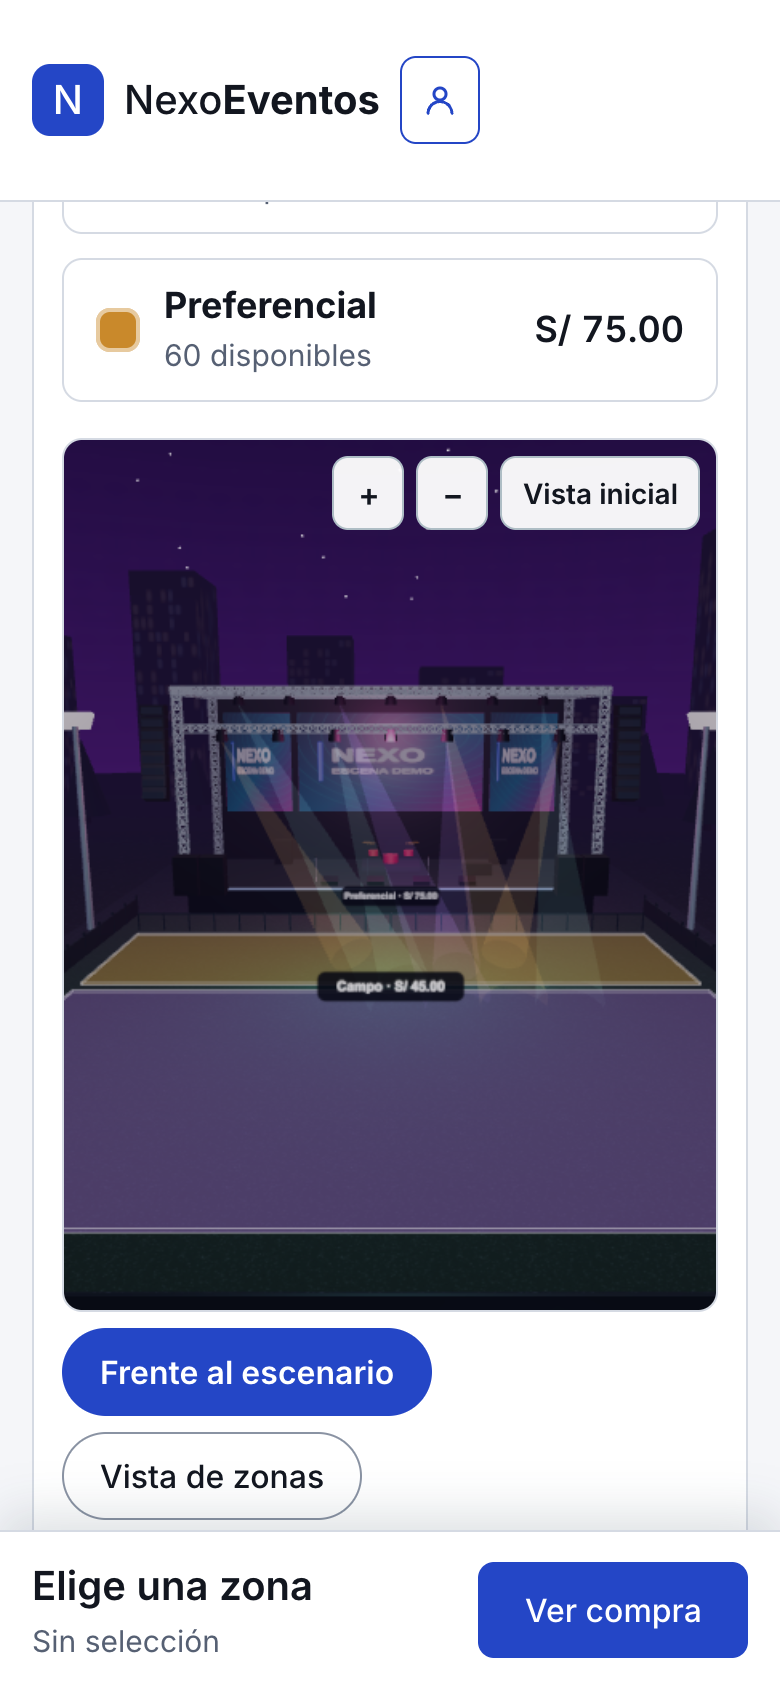 N NexoEventos
Preferencial
60 disponibles
S/ 75.00
+ − Vista inicial
NEXO NEXO NEXO
ESCENA DEMO
Preferencial · S/ 75.00
Campo · S/ 45.00
Frente al escenario
Vista de zonas
Elige una zona
Sin selección
Ver compra